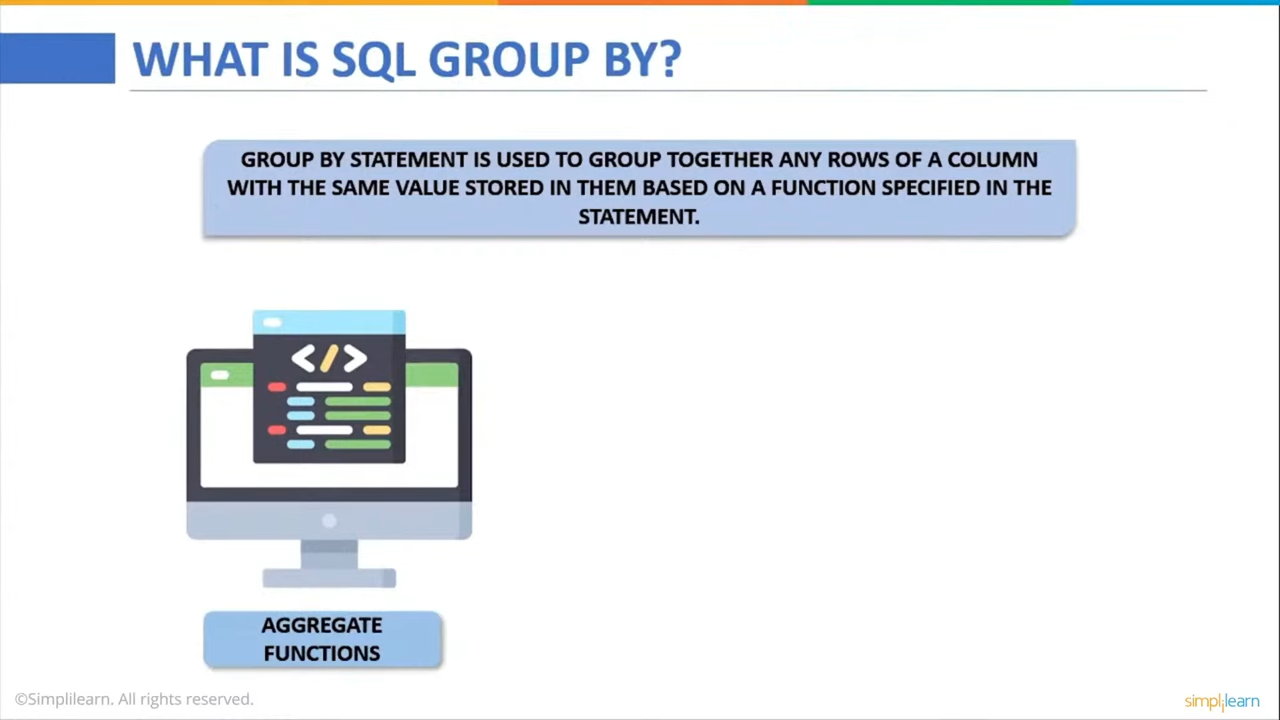 WHAT IS SQL GROUP BY?
GROUP BY STATEMENT IS USED TO GROUP TOGETHER ANY ROWS OF A COLUMN
WITH THE SAME VALUE STORED IN THEM BASED ON A FUNCTION SPECIFIED IN THE
STATEMENT.
</>
AGGREGATE
FUNCTIONS
©Simplilearn. All rights reserved.
simplilearn